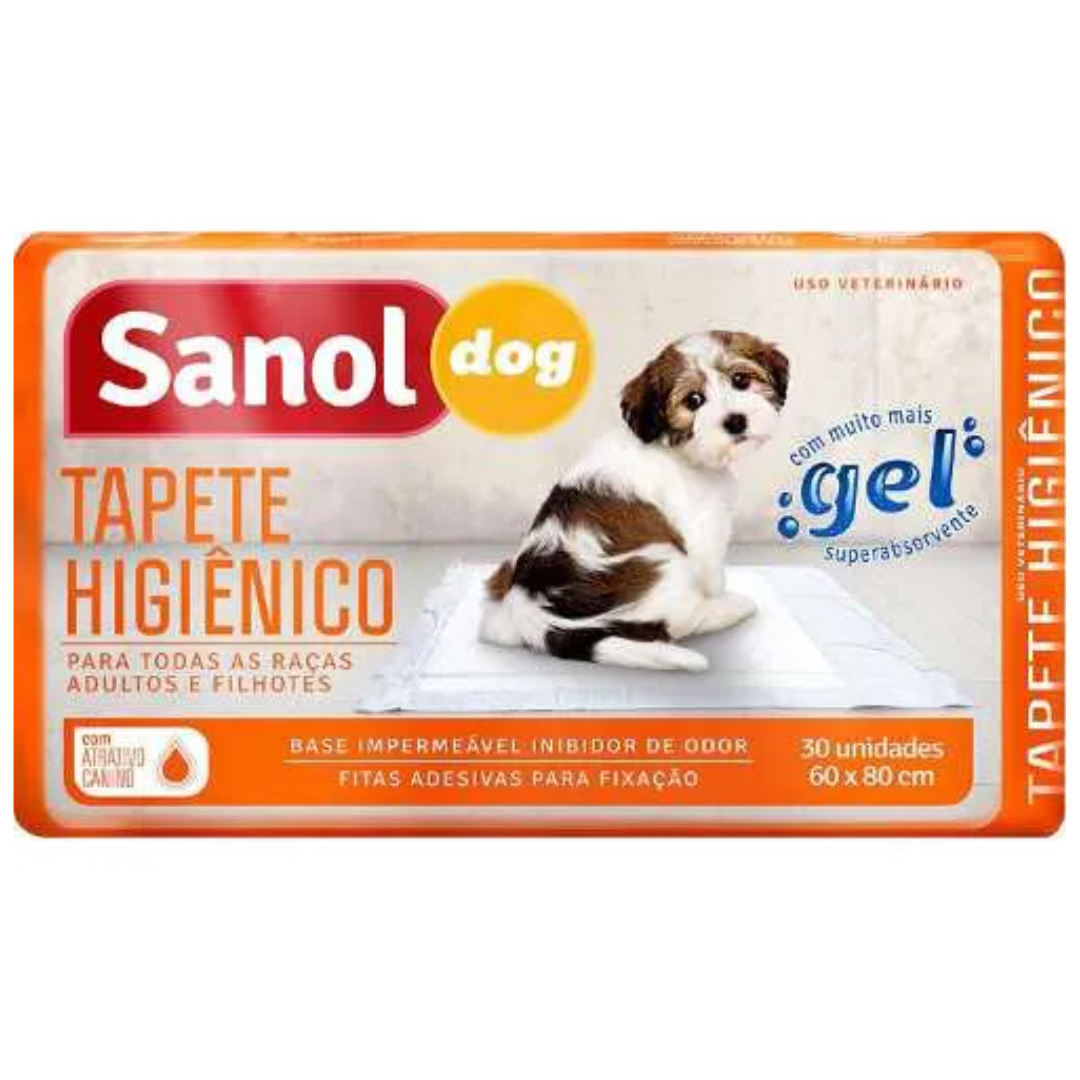 USO VETERINÁRIO
Sanol dog
com muito mais
gel
superabsorvente
TAPETE
HIGIÊNICO
PARA TODAS AS RAÇAS
ADULTOS E FILHOTES
com
ATRATIVO
CANINO
BASE IMPERMEÁVEL INIBIDOR DE ODOR
FITAS ADESIVAS PARA FIXAÇÃO
30 unidades
60 x 80 cm
TAPETE HIGIÊNICO
USO VETERINÁRIO